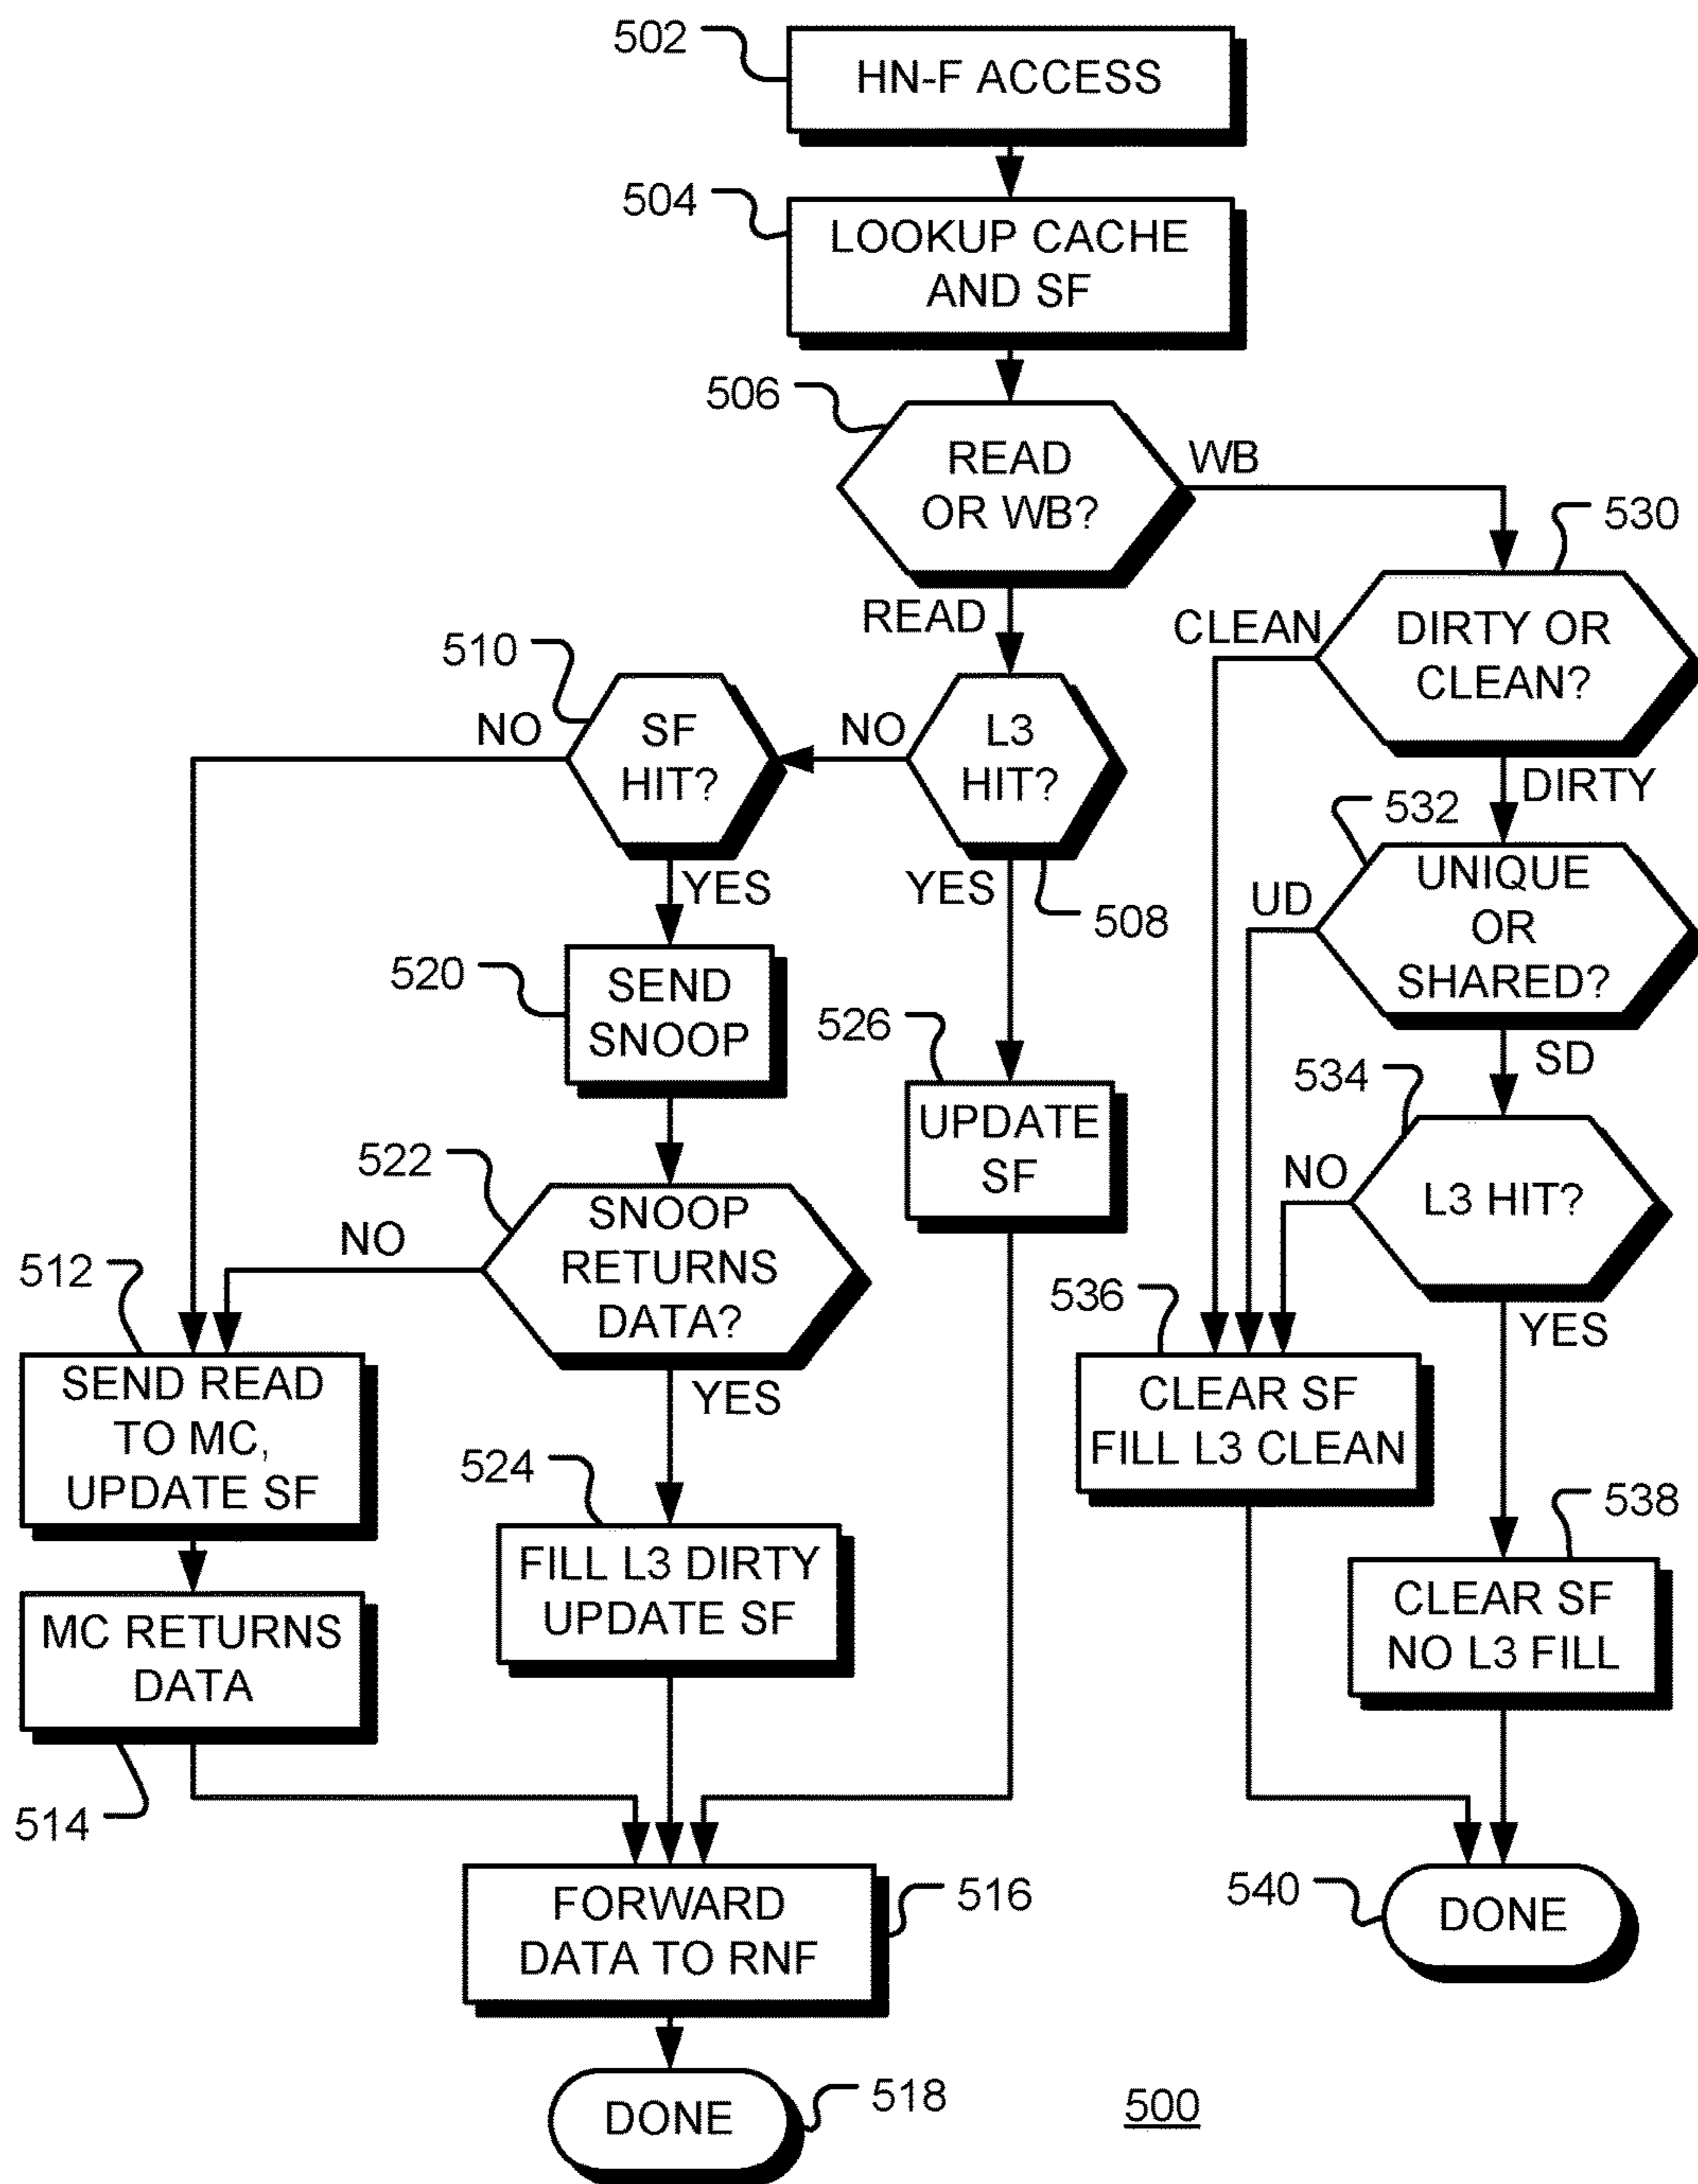 502
HN-F ACCESS
504
LOOKUP CACHE
AND SF
506
READ
OR WB?
WB
READ
530
CLEAN
DIRTY OR
CLEAN?
DIRTY
510
NO
SF
HIT?
NO
L3
HIT?
YES
YES
508
532
UD
UNIQUE
OR
SHARED?
SD
520
SEND
SNOOP
526
UPDATE
SF
534
NO
L3 HIT?
YES
522
NO
SNOOP
RETURNS
DATA?
YES
512
SEND READ
TO MC,
UPDATE SF
536
CLEAR SF
FILL L3 CLEAN
524
FILL L3 DIRTY
UPDATE SF
538
CLEAR SF
NO L3 FILL
MC RETURNS
DATA
514
FORWARD
DATA TO RNF
516
540
DONE
DONE
518
500